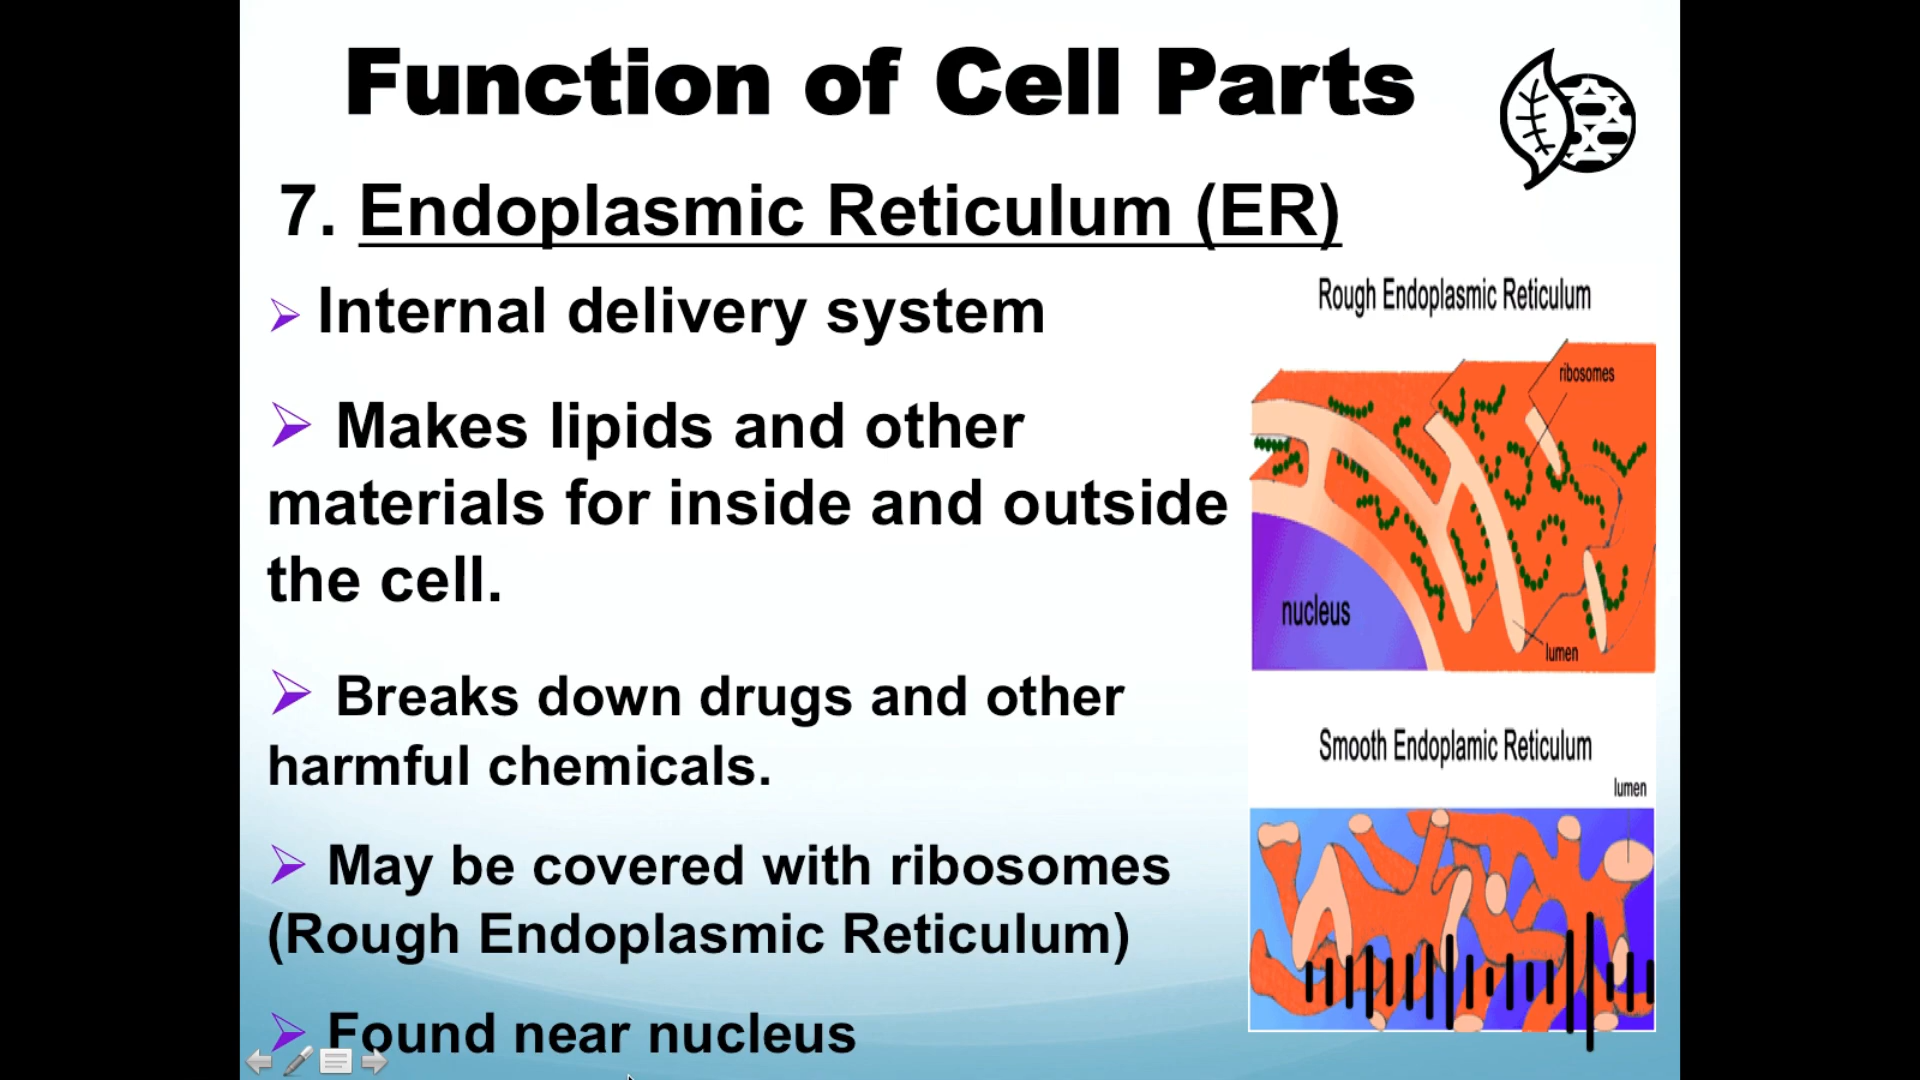 Function of Cell Parts
7. Endoplasmic Reticulum (ER)
➢ Internal delivery system
➢ Makes lipids and other
materials for inside and outside
the cell.
➢ Breaks down drugs and other
harmful chemicals.
➢ May be covered with ribosomes
(Rough Endoplasmic Reticulum)
➢ Found near nucleus
Rough Endoplasmic Reticulum
ribosomes
nucleus
lumen
Smooth Endoplamic Reticulum
lumen